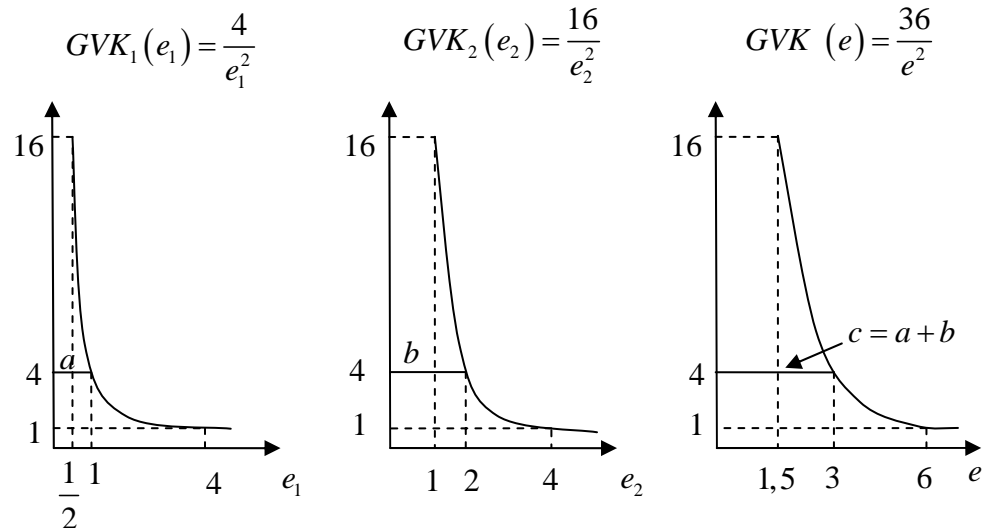 GVK₁(e₁) = 4/e₁²
16
a
4
1
1/2
1
4
e₁
GVK₂(e₂) = 16/e₂²
16
b
4
1
1
2
4
e₂
GVK (e) = 36/e²
16
c = a + b
4
1
1,5
3
6
e